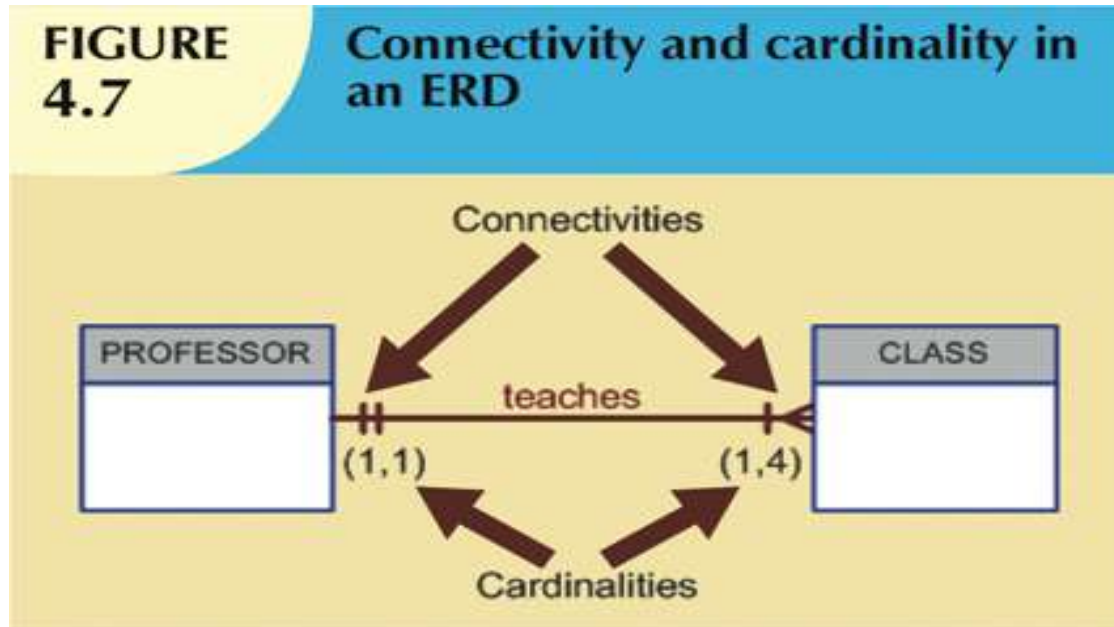 FIGURE
4.7
Connectivity and cardinality in
an ERD
Connectivities
PROFESSOR
CLASS
teaches
(1,1)
(1,4)
Cardinalities